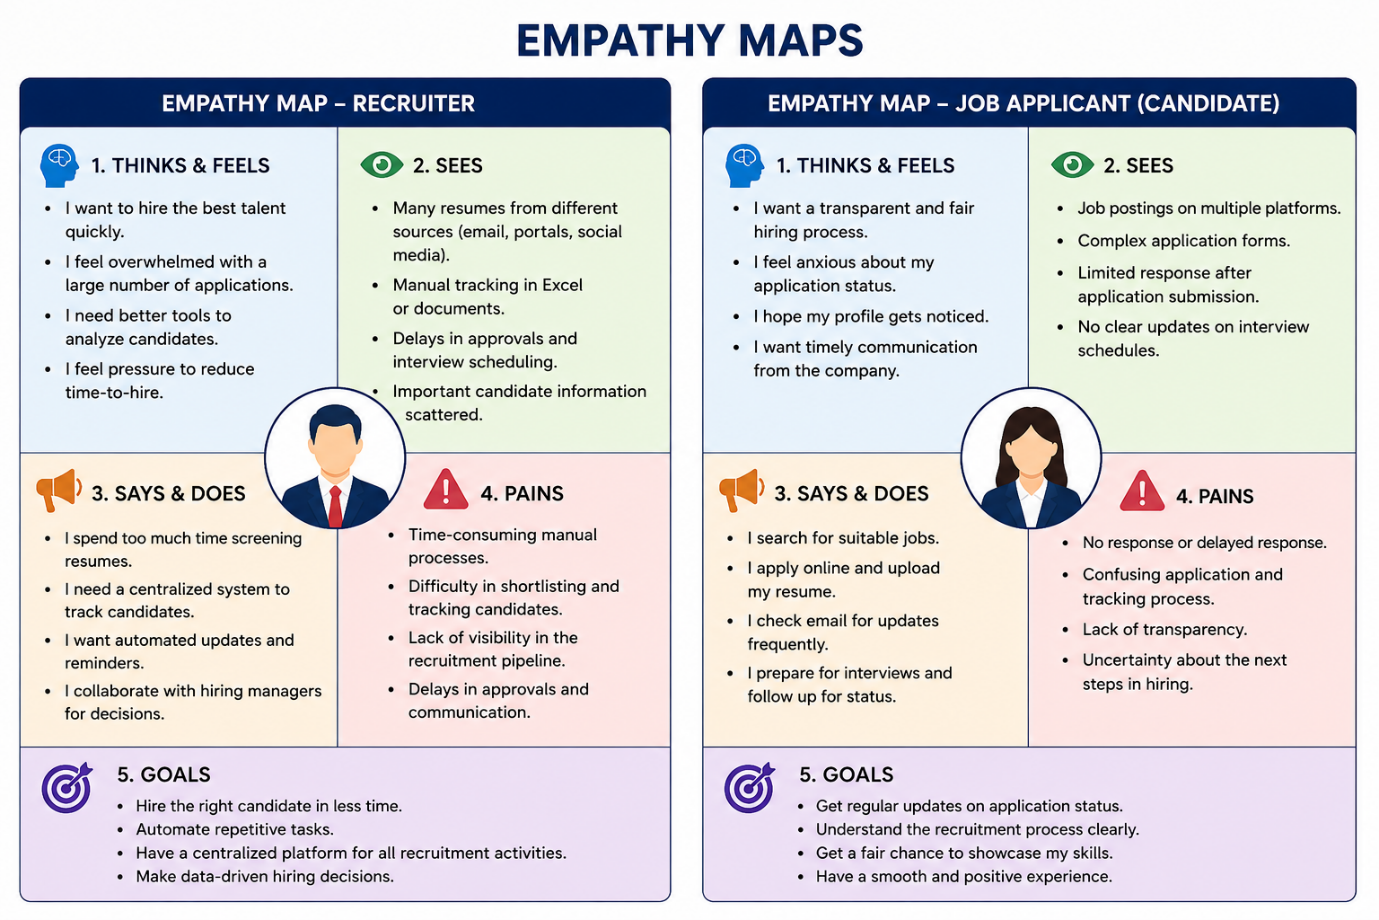 EMPATHY MAPS
EMPATHY MAP – RECRUITER
1. THINKS & FEELS
• I want to hire the best talent
quickly.
• I feel overwhelmed with a
large number of applications.
• I need better tools to
analyze candidates.
• I feel pressure to reduce
time-to-hire.
2. SEES
• Many resumes from different
sources (email, portals, social
media).
• Manual tracking in Excel
or documents.
• Delays in approvals and
interview scheduling.
• Important candidate information
scattered.
3. SAYS & DOES
• I spend too much time screening
resumes.
• I need a centralized system to
track candidates.
• I want automated updates and
reminders.
• I collaborate with hiring managers
for decisions.
4. PAINS
• Time-consuming manual
processes.
• Difficulty in shortlisting and
tracking candidates.
• Lack of visibility in the
recruitment pipeline.
• Delays in approvals and
communication.
5. GOALS
• Hire the right candidate in less time.
• Automate repetitive tasks.
• Have a centralized platform for all recruitment activities.
• Make data-driven hiring decisions.
EMPATHY MAP – JOB APPLICANT (CANDIDATE)
1. THINKS & FEELS
• I want a transparent and fair
hiring process.
• I feel anxious about my
application status.
• I hope my profile gets noticed.
• I want timely communication
from the company.
2. SEES
• Job postings on multiple platforms.
• Complex application forms.
• Limited response after
application submission.
• No clear updates on interview
schedules.
3. SAYS & DOES
• I search for suitable jobs.
• I apply online and upload
my resume.
• I check email for updates
frequently.
• I prepare for interviews and
follow up for status.
4. PAINS
• No response or delayed response.
• Confusing application and
tracking process.
• Lack of transparency.
• Uncertainty about the next
steps in hiring.
5. GOALS
• Get regular updates on application status.
• Understand the recruitment process clearly.
• Get a fair chance to showcase my skills.
• Have a smooth and positive experience.